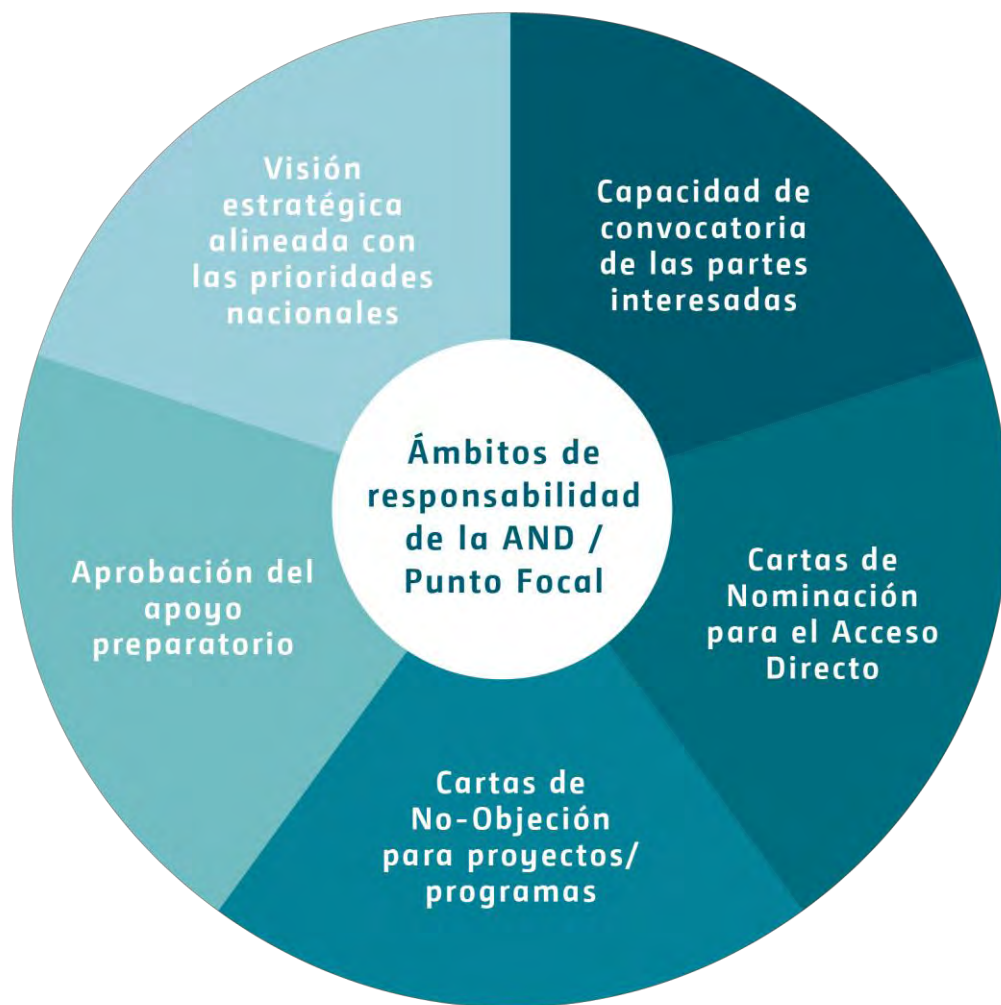 Visión
estratégica
alineada con
las prioridades
nacionales
Capacidad de
convocatoria
de las partes
interesadas
Ámbitos de
responsabilidad
de la AND /
Punto Focal
Aprobación del
apoyo
preparatorio
Cartas de
Nominación
para el Acceso
Directo
Cartas de
No-Objeción
para proyectos/
programas